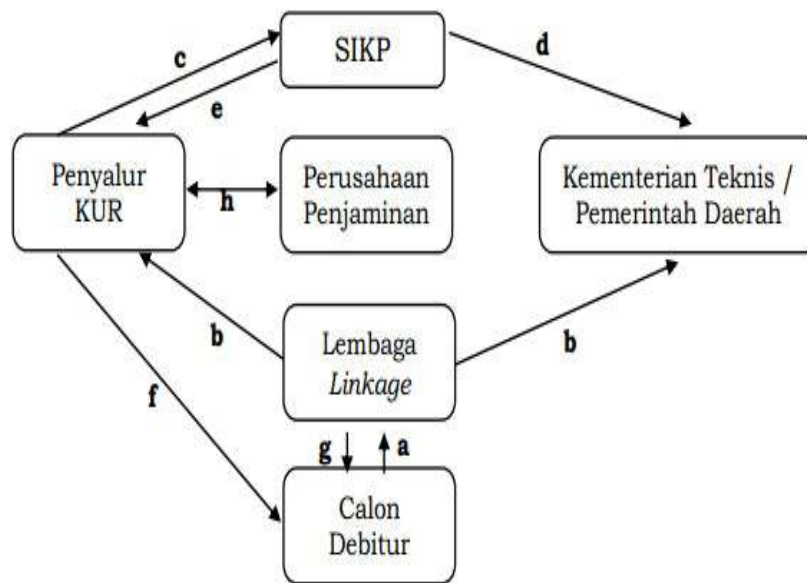 SIKP
c
d
e
Penyalur
KUR
h
Perusahaan
Penjaminan
Kementerian Teknis /
Pemerintah Daerah
b
Lembaga
Linkage
b
f
g
a
Calon
Debitur